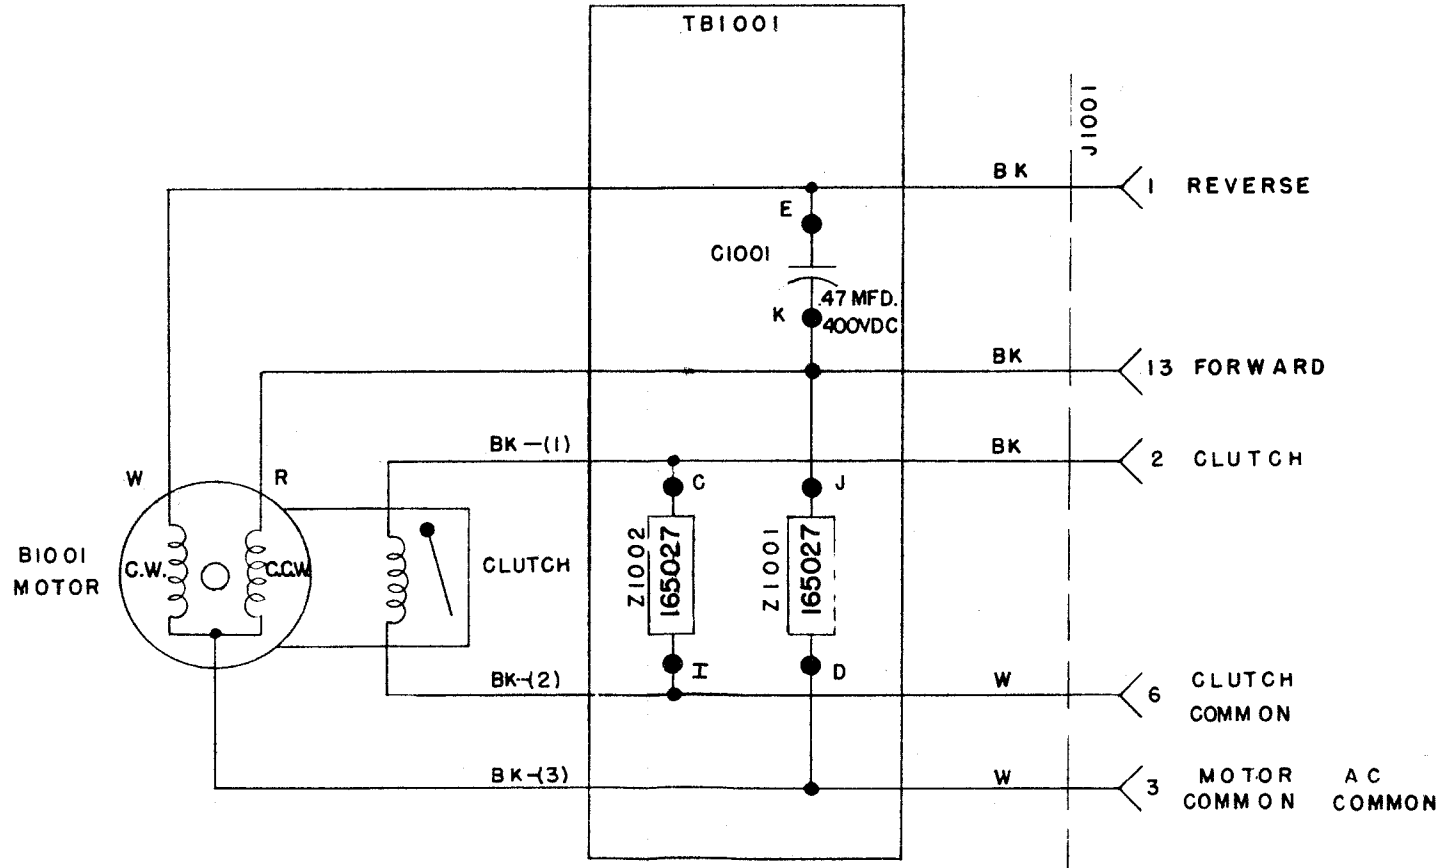 TB1001
J1001
BK
1 REVERSE
E
C1001
.47 MFD.
400VDC
K
BK
13 FORWARD
BK-(1)
BK
2 CLUTCH
W
R
C
J
B1001
MOTOR
C.W.
C.C.W.
CLUTCH
Z1002
165027
Z1001
165027
I
D
BK-(2)
W
6 CLUTCH
COMMON
BK-(3)
W
3 MOTOR AC
COMMON COMMON